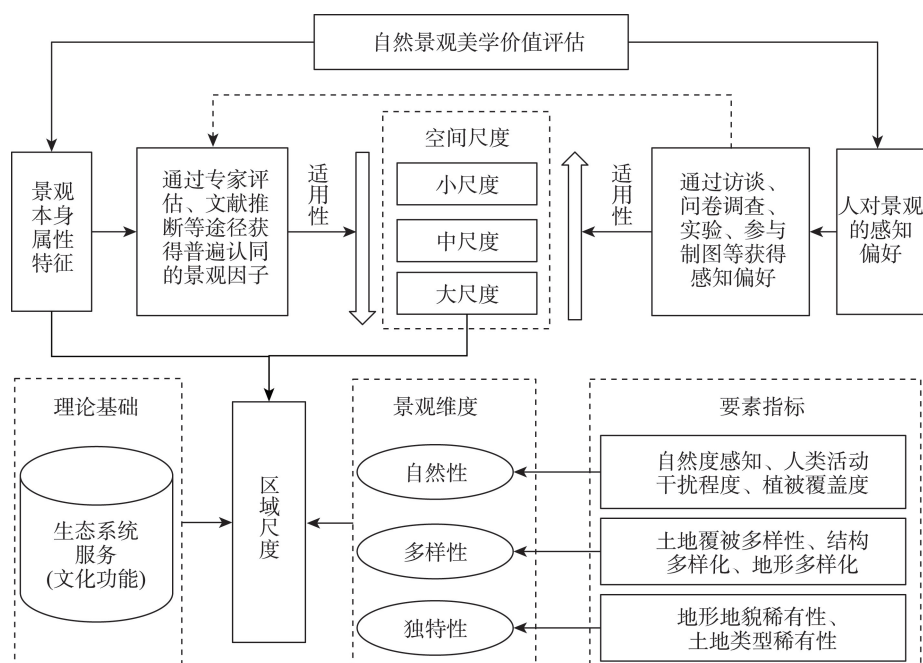 自然景观美学价值评估
景观
本身
属性
特征
通过专家评
估、文献推
断等途径获
得普遍认同
的景观因子
适用性
空间尺度
小尺度
中尺度
大尺度
适用性
通过访谈、
问卷调查、
实验、参与
制图等获得
感知偏好
人对景观
的感知
偏好
理论基础
生态系统
服务
(文化功能)
区域尺度
景观维度
自然性
多样性
独特性
要素指标
自然度感知、人类活动
干扰程度、植被覆盖度
土地覆被多样性、结构
多样化、地形多样化
地形地貌稀有性、
土地类型稀有性